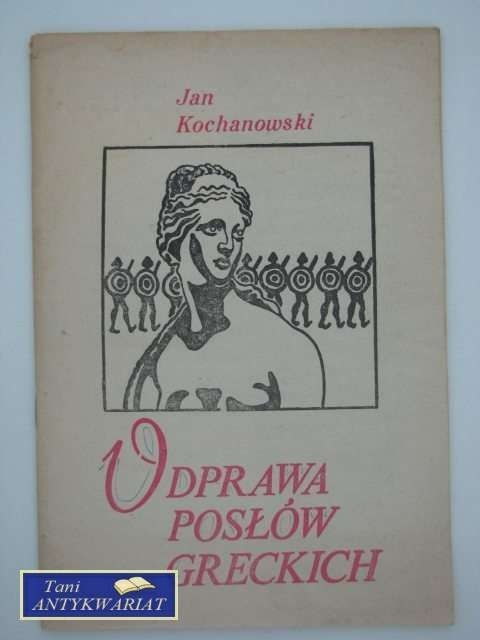 Jan
Kochanowski
ODPRAWA
POSŁÓW
GRECKICH
Tani
ANTYKWARIAT